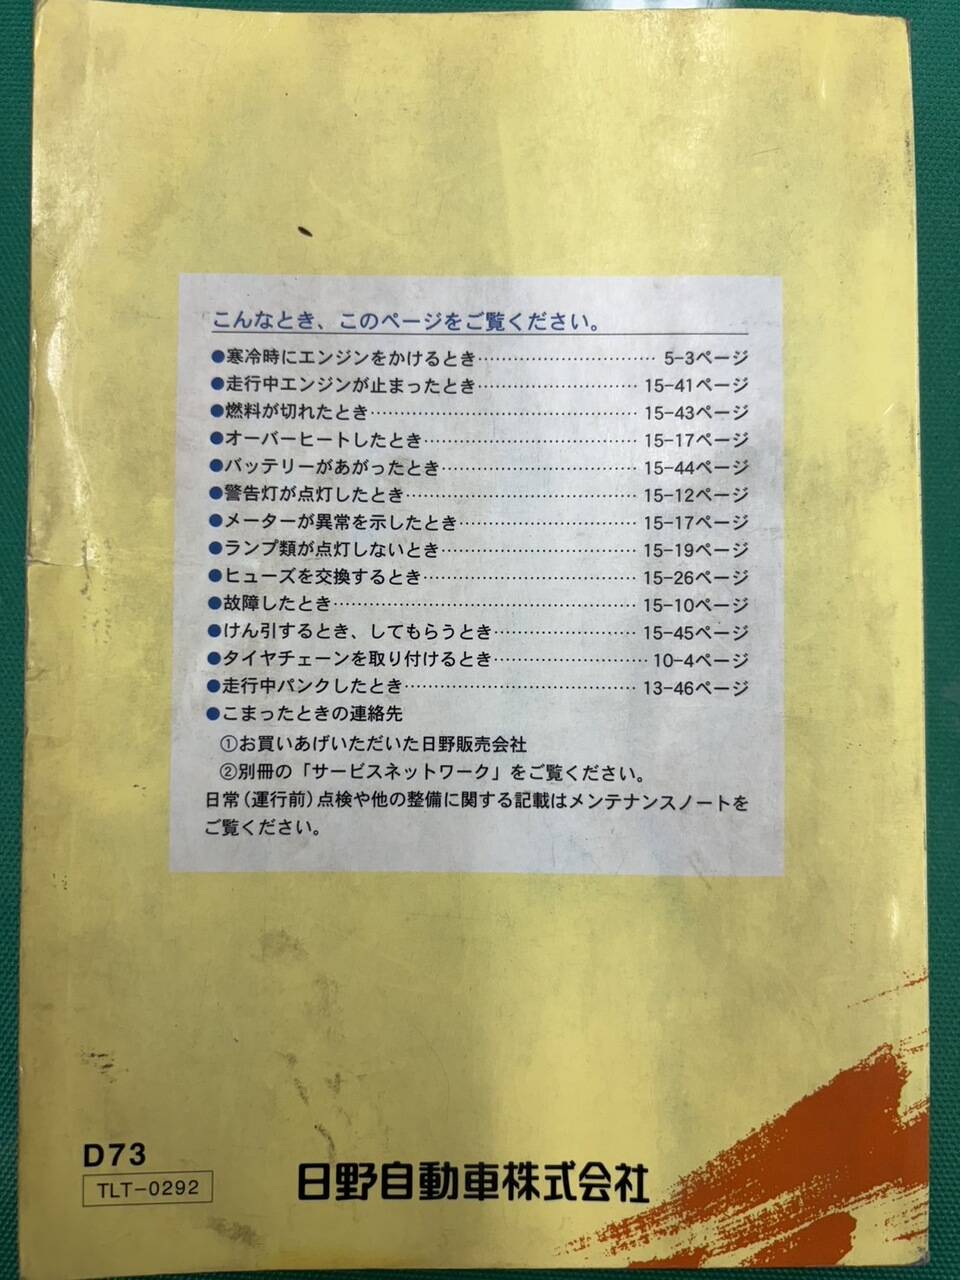 こんなとき、このページをご覧ください。
●寒冷時にエンジンをかけるとき…………………………5-3ページ
●走行中エンジンが止まったとき………………………15-41ページ
●燃料が切れたとき………………………………………15-43ページ
●オーバーヒートしたとき………………………………15-17ページ
●バッテリーがあがったとき……………………………15-44ページ
●警告灯が点灯したとき…………………………………15-12ページ
●メーターが異常を示したとき…………………………15-17ページ
●ランプ類が点灯しないとき……………………………15-19ページ
●ヒューズを交換するとき………………………………15-26ページ
●故障したとき……………………………………………15-10ページ
●けん引するとき、してもらうとき……………………15-45ページ
●タイヤチェーンを取り付けるとき……………………10-4ページ
●走行中パンクしたとき…………………………………13-46ページ
●こまったときの連絡先
①お買いあげいただいた日野販売会社
②別冊の「サービスネットワーク」をご覧ください。
日常(運行前)点検や他の整備に関する記載はメンテナンスノートを
ご覧ください。
D73
TLT-0292
日野自動車株式会社